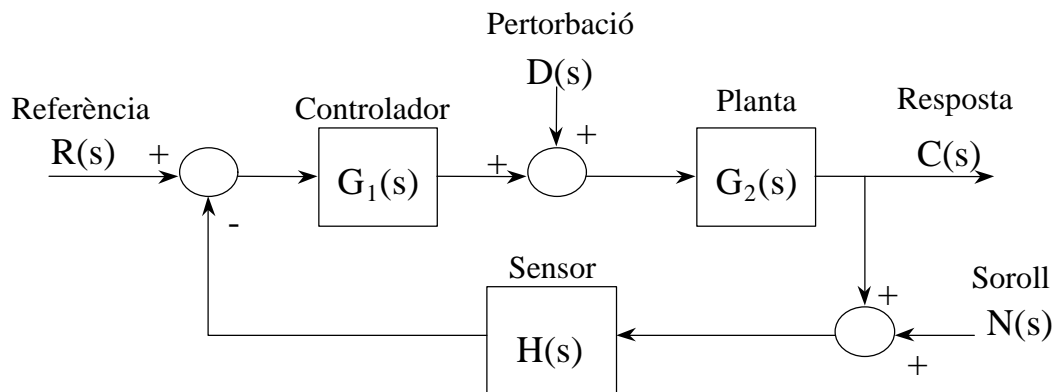 Pertorbació
D(s)
Referència
R(s)
+
-
Controlador
G₁(s)
+
+
Planta
G₂(s)
Resposta
C(s)
Sensor
H(s)
+
+
Soroll
N(s)